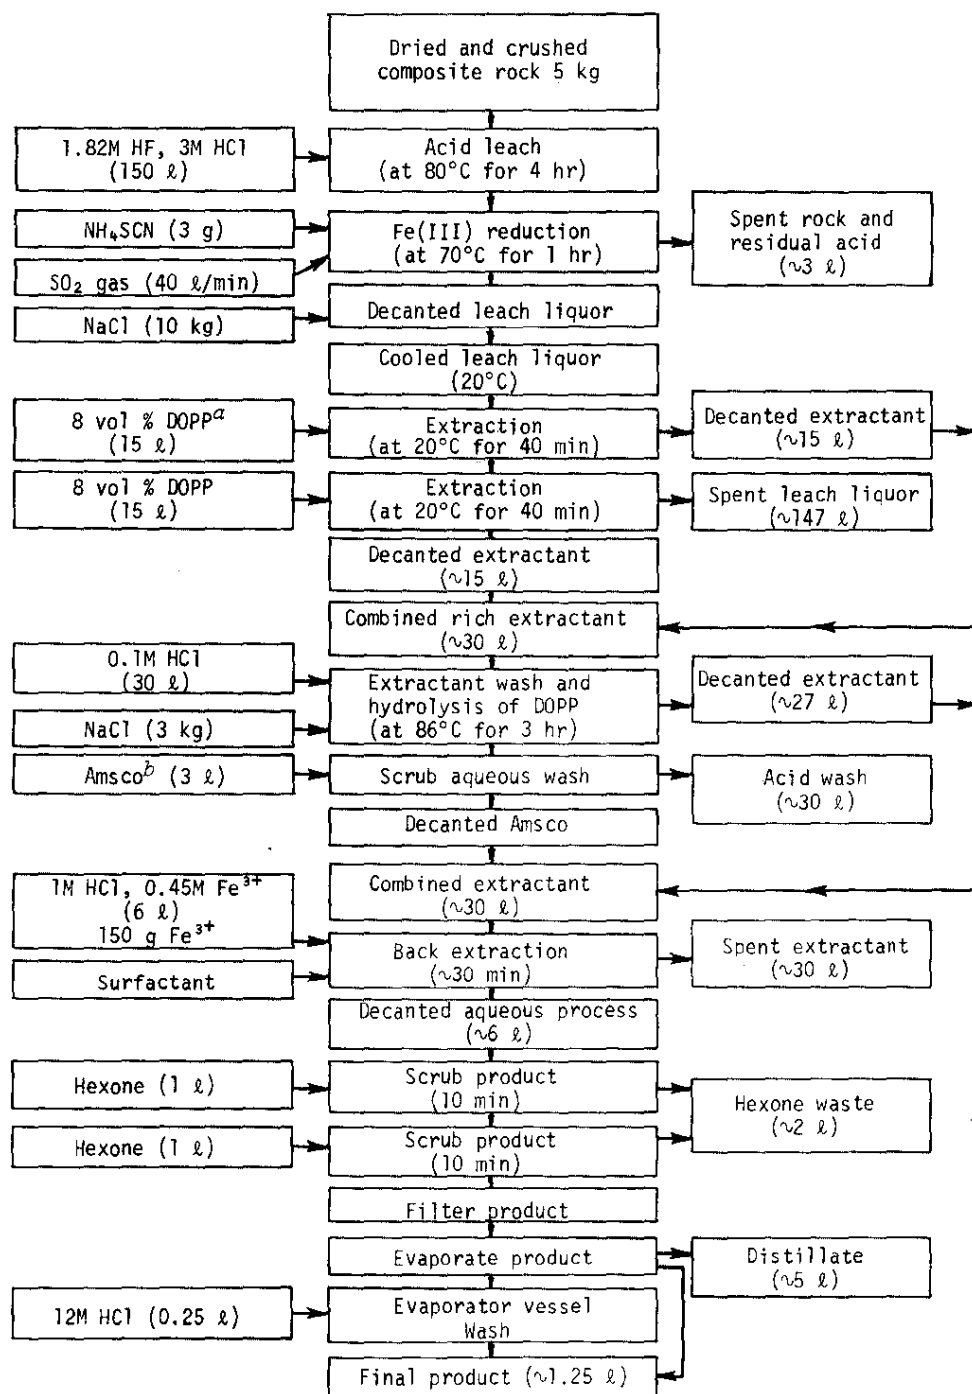 Dried and crushed
composite rock 5 kg
1.82M HF, 3M HCl
(150 ℓ)
Acid leach
(at 80°C for 4 hr)
NH₄SCN (3 g)
SO₂ gas (40 ℓ/min)
Fe(III) reduction
(at 70°C for 1 hr)
Spent rock and
residual acid
(~3 ℓ)
NaCl (10 kg)
Decanted leach liquor
Cooled leach liquor
(20°C)
8 vol % DOPPᵃ
(15 ℓ)
Extraction
(at 20°C for 40 min)
Decanted extractant
(~15 ℓ)
8 vol % DOPP
(15 ℓ)
Extraction
(at 20°C for 40 min)
Spent leach liquor
(~147 ℓ)
Decanted extractant
(~15 ℓ)
Combined rich extractant
(~30 ℓ)
0.1M HCl
(30 ℓ)
NaCl (3 kg)
Extractant wash and
hydrolysis of DOPP
(at 86°C for 3 hr)
Decanted extractant
(~27 ℓ)
Amscoᵇ (3 ℓ)
Scrub aqueous wash
Acid wash
(~30 ℓ)
Decanted Amsco
Combined extractant
(~30 ℓ)
1M HCl, 0.45M Fe³⁺
(6 ℓ)
150 g Fe³⁺
Surfactant
Back extraction
(~30 min)
Spent extractant
(~30 ℓ)
Decanted aqueous process
(~6 ℓ)
Hexone (1 ℓ)
Scrub product
(10 min)
Hexone waste
(~2 ℓ)
Hexone (1 ℓ)
Scrub product
(10 min)
Filter product
Evaporate product
Distillate
(~5 ℓ)
12M HCl (0.25 ℓ)
Evaporator vessel
Wash
Final product (~1.25 ℓ)